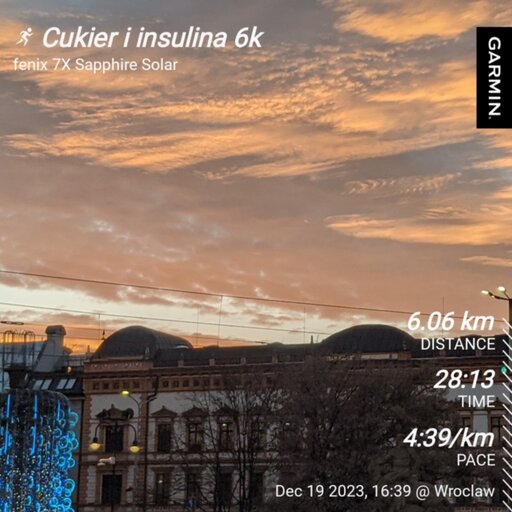 Cukier i insulina 6k
fenix 7X Sapphire Solar
GARMIN
6.06 km
DISTANCE
28:13
TIME
4:39/km
PACE
Dec 19 2023, 16:39 @ Wroclaw